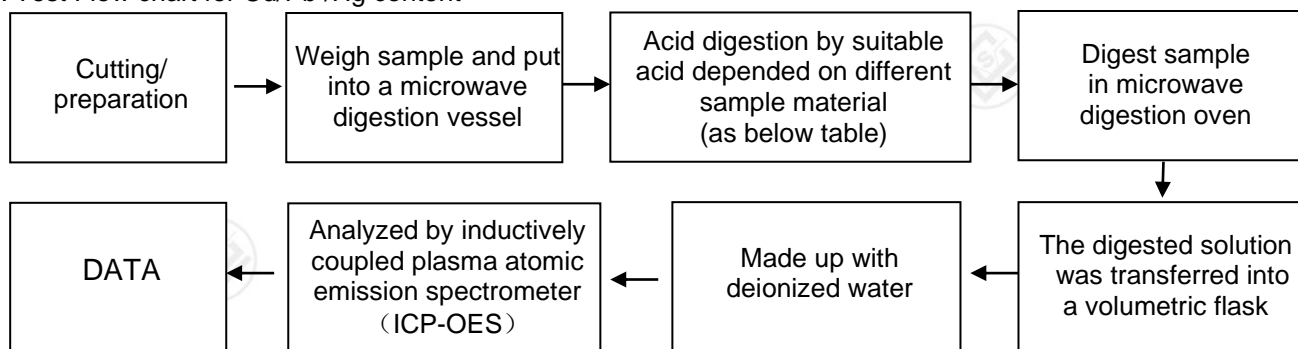 Test Flow chart for Cd/Pb /Hg content
Cutting/
preparation
Weigh sample and put
into a microwave
digestion vessel
Acid digestion by suitable
acid depended on different
sample material
(as below table)
Digest sample
in microwave
digestion oven
The digested solution
was transferred into
a volumetric flask
Made up with
deionized water
Analyzed by inductively
coupled plasma atomic
emission spectrometer
（ICP-OES）
DATA